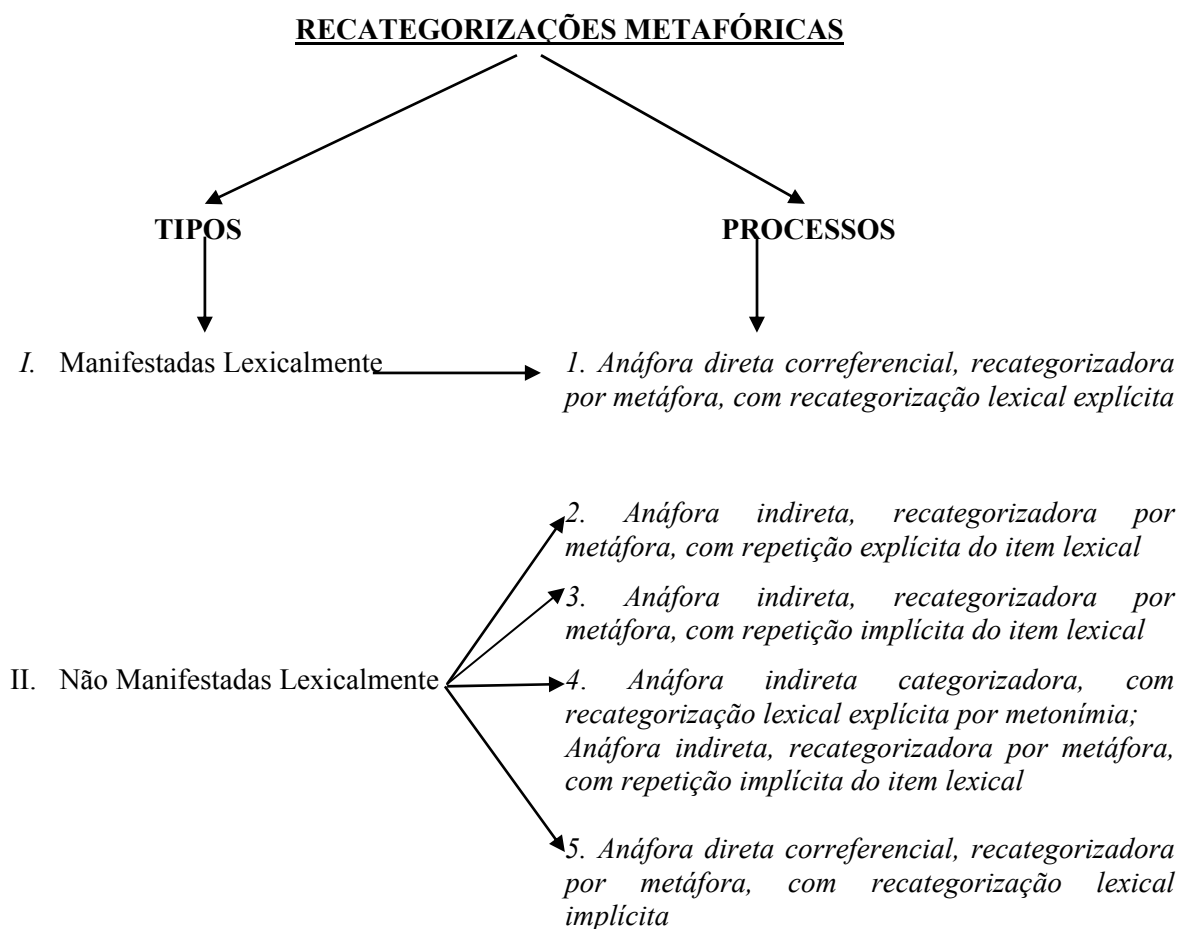 RECATEGORIZAÇÕES METAFÓRICAS
TIPOS
PROCESSOS
I. Manifestadas Lexicalmente
1. Anáfora direta correferencial, recategorizadora
por metáfora, com recategorização lexical explícita
2. Anáfora indireta, recategorizadora por
metáfora, com repetição explícita do item lexical
3. Anáfora indireta, recategorizadora por
metáfora, com repetição implícita do item lexical
II. Não Manifestadas Lexicalmente
4. Anáfora indireta categorizadora, com
recategorização lexical explícita por metonímia;
Anáfora indireta, recategorizadora por metáfora,
com repetição implícita do item lexical
5. Anáfora direta correferencial, recategorizadora
por metáfora, com recategorização lexical
implícita